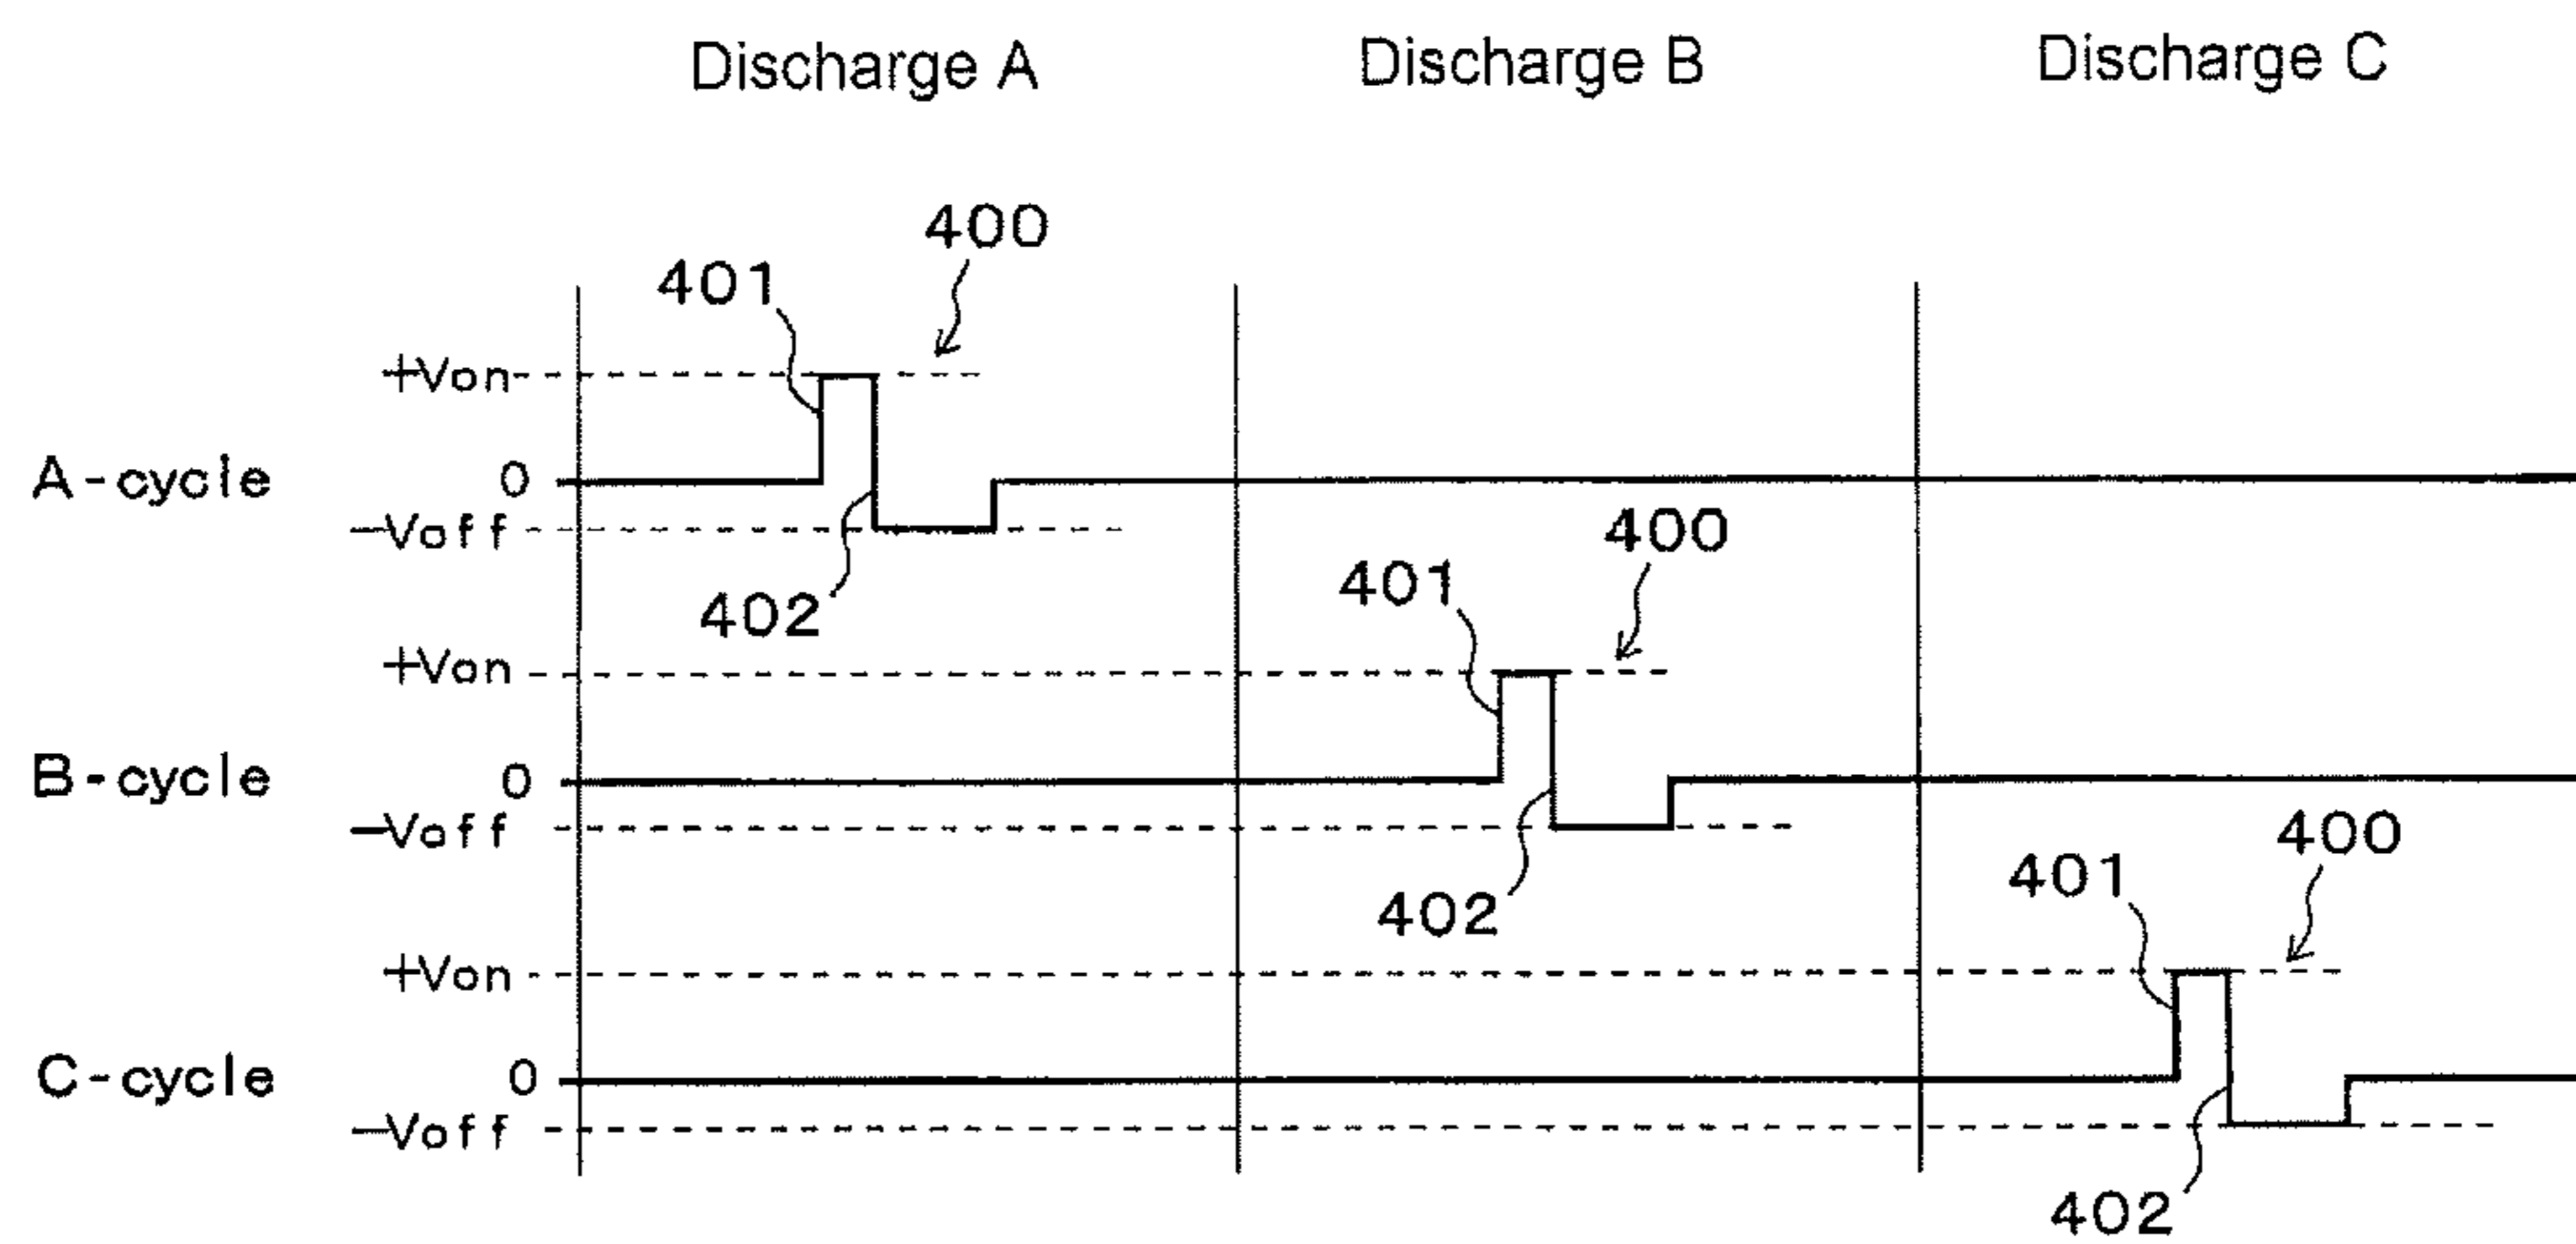 Discharge A Discharge B Discharge C
400
401
+Von
A-cycle 0
-Voff 400
401
402
+Von
B-cycle 0
-Voff 400
401
402
+Von
C-cycle 0
-Voff
402